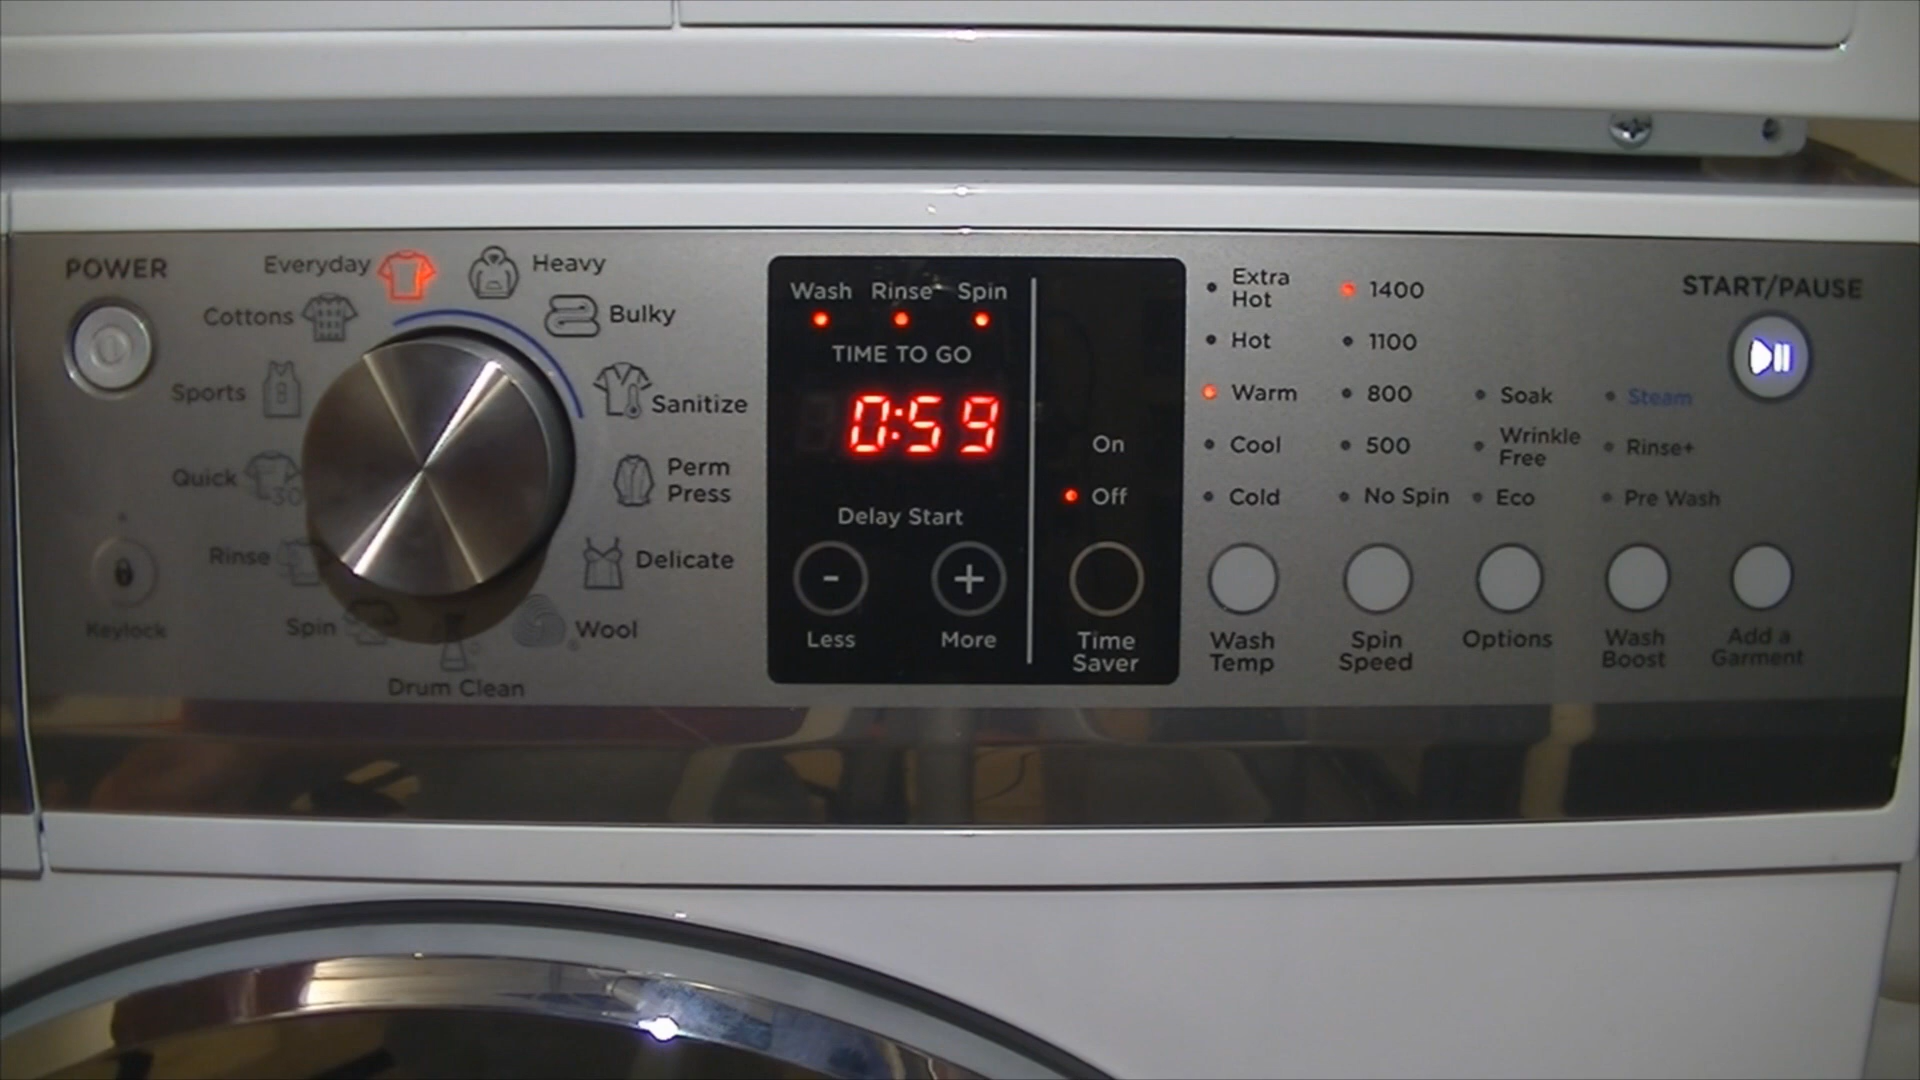 POWER
Keylock
Everyday
Heavy
Cottons
Bulky
Sports
8
Sanitize
Quick
30
Perm
Press
Rinse
Delicate
Spin
Wool
Drum Clean
Wash Rinse Spin
TIME TO GO
0:59
Delay Start
-
+
Less
More
On
Off
Time
Saver
Extra
Hot
Hot
Warm
Cool
Cold
Wash
Temp
1400
1100
800
500
No Spin
Spin
Speed
Soak
Wrinkle
Free
Eco
Options
Steam
Rinse+
Pre Wash
Wash
Boost
Add a
Garment
START/PAUSE